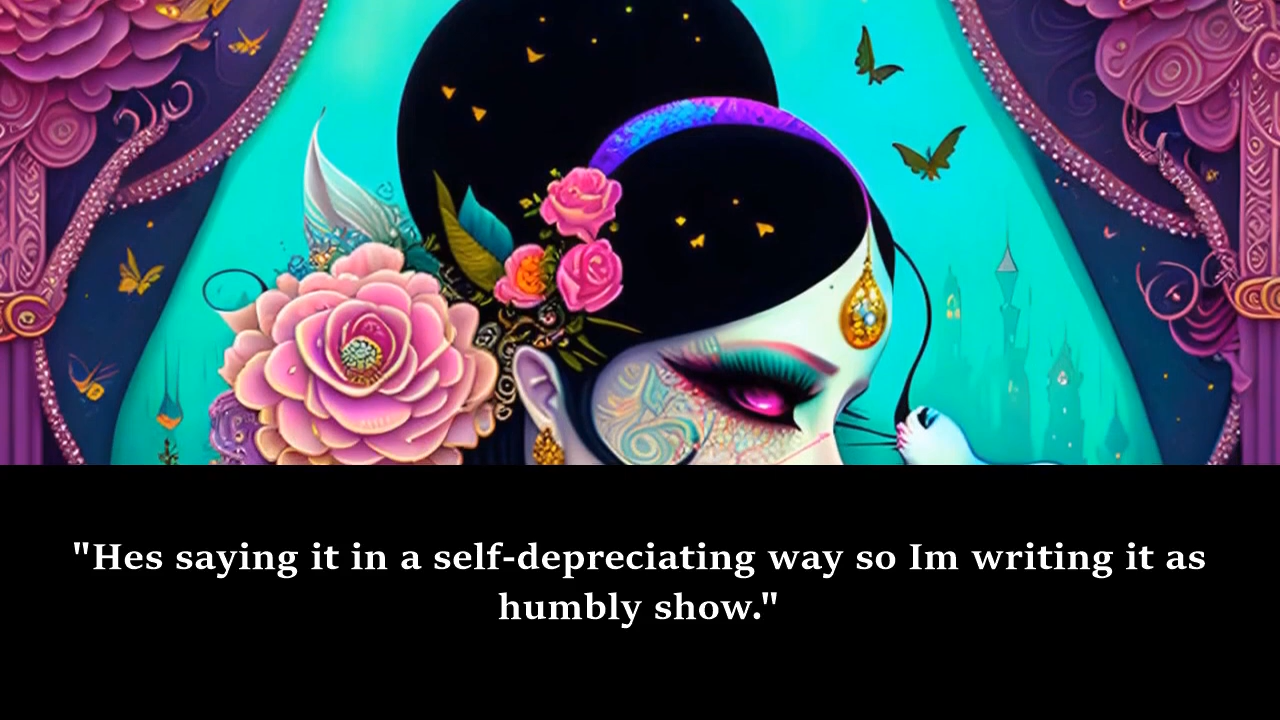 "Hes saying it in a self-depreciating way so Im writing it as
humbly show."